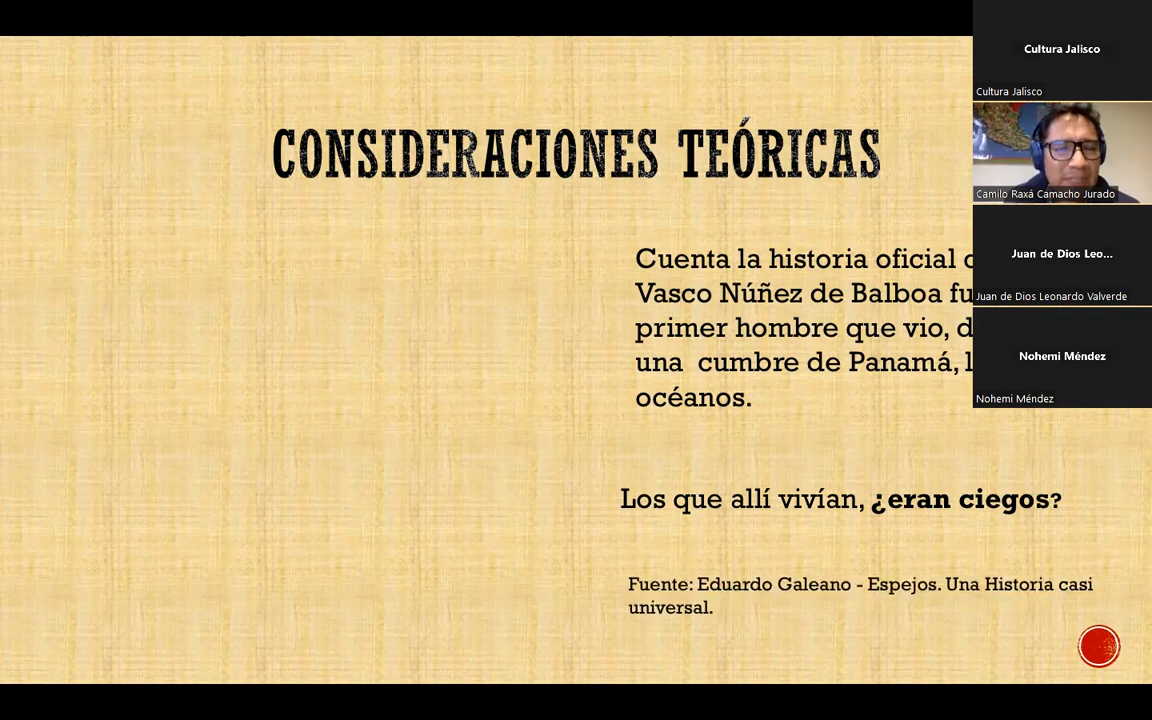 CONSIDERACIONES TEÓRICAS
Cuenta la historia oficial
Vasco Núñez de Balboa
primer hombre que vio,
una cumbre de Panamá,
océanos.
Los que allí vivían, ¿eran ciegos?
Fuente: Eduardo Galeano - Espejos. Una Historia casi
universal.
Cultura Jalisco
Cultura Jalisco
Camilo Raxá Camacho Jurado
Juan de Dios Leo...
Juan de Dios Leonardo Valverde
Nohemi Méndez
Nohemi Méndez